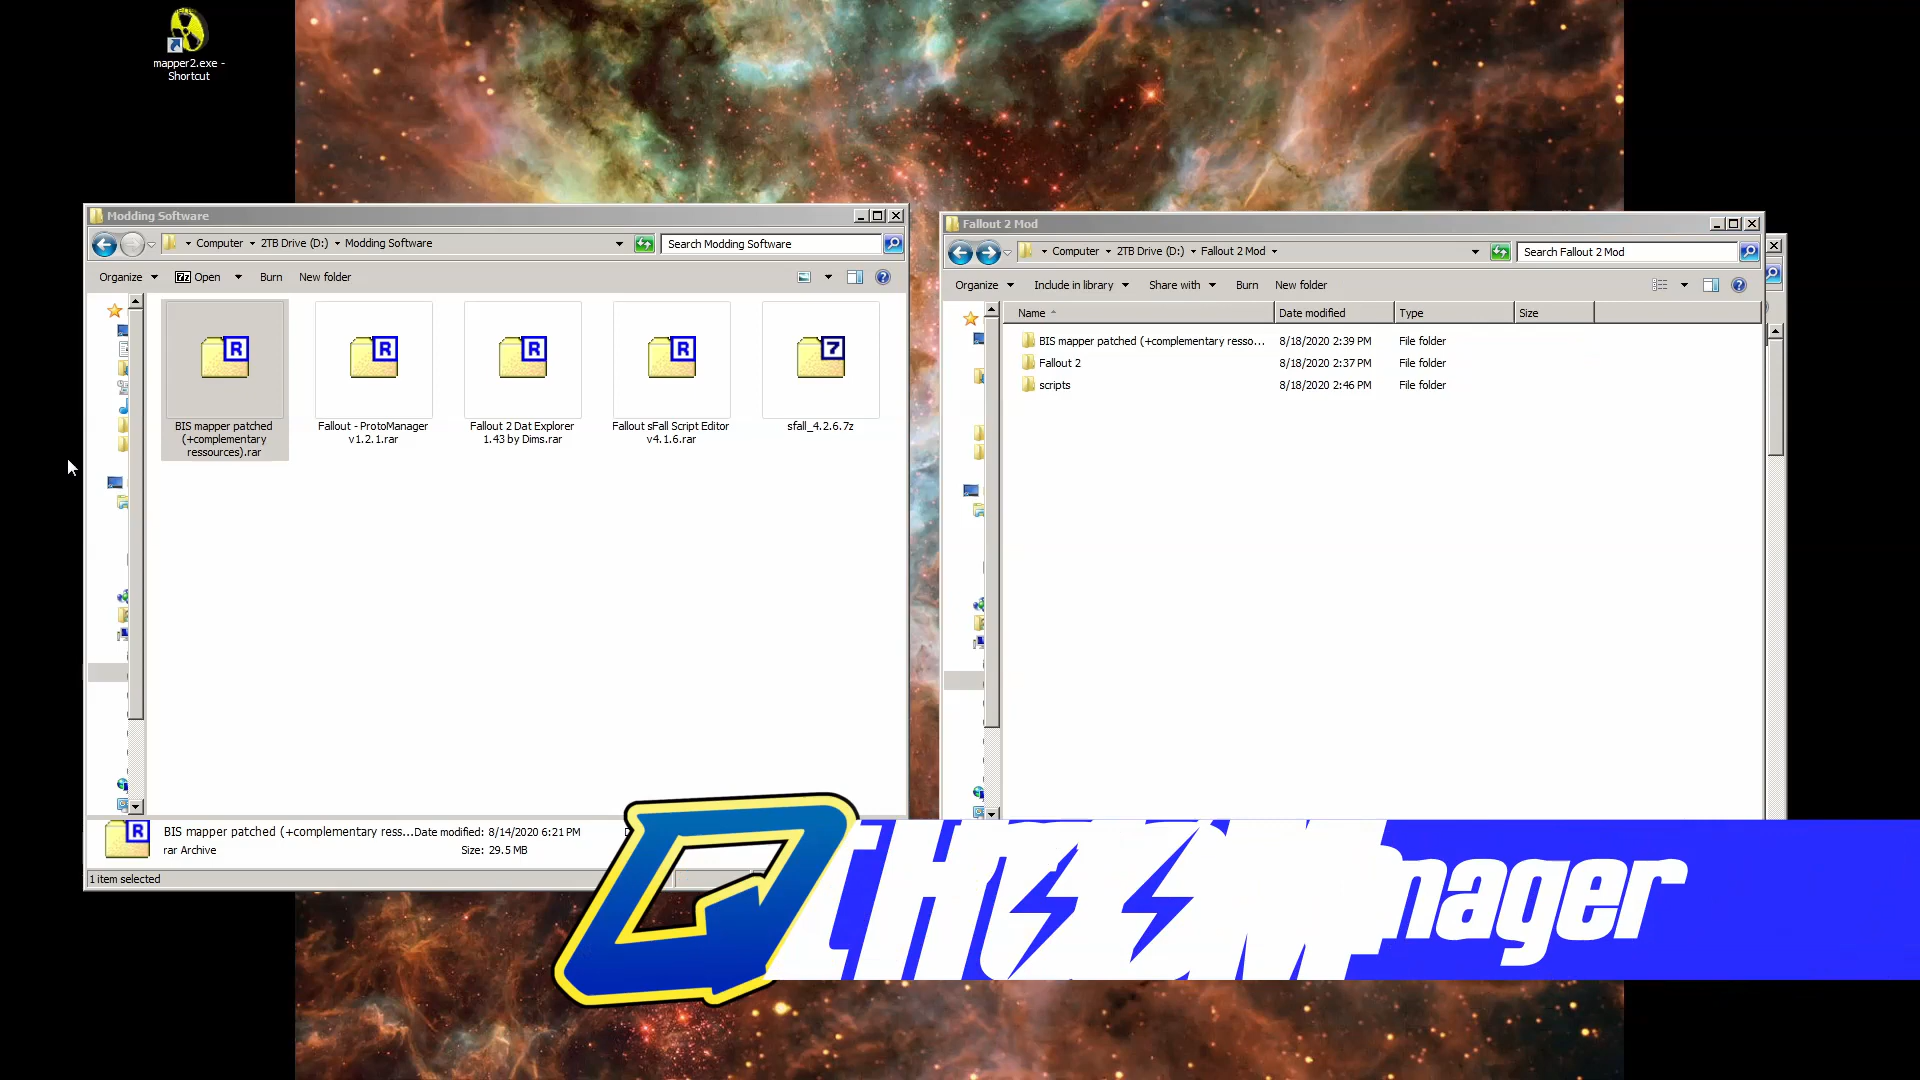 mapper2.exe -
Shortcut
Modding Software
Computer
2TB Drive (D:)
Modding Software
Search Modding Software
Organize
Open
Burn
New folder
BIS mapper patched
(+complementary
ressources).rar
Fallout - ProtoManager
v1.2.1.rar
Fallout 2 Dat Explorer
1.43 by Dims.rar
Fallout sFall Script Editor
v4.1.6.rar
sfall_4.2.6.7z
BIS mapper patched (+complementary ress... Date modified: 8/14/2020 6:21 PM
rar Archive
Size: 29.5 MB
1 item selected
Fallout 2 Mod
Computer
2TB Drive (D:)
Fallout 2 Mod
Search Fallout 2 Mod
Organize
Include in library
Share with
Burn
New folder
Name
Date modified
Type
Size
BIS mapper patched (+complementary resso...
8/18/2020 2:39 PM
File folder
Fallout 2
8/18/2020 2:37 PM
File folder
scripts
8/18/2020 2:46 PM
File folder
nager